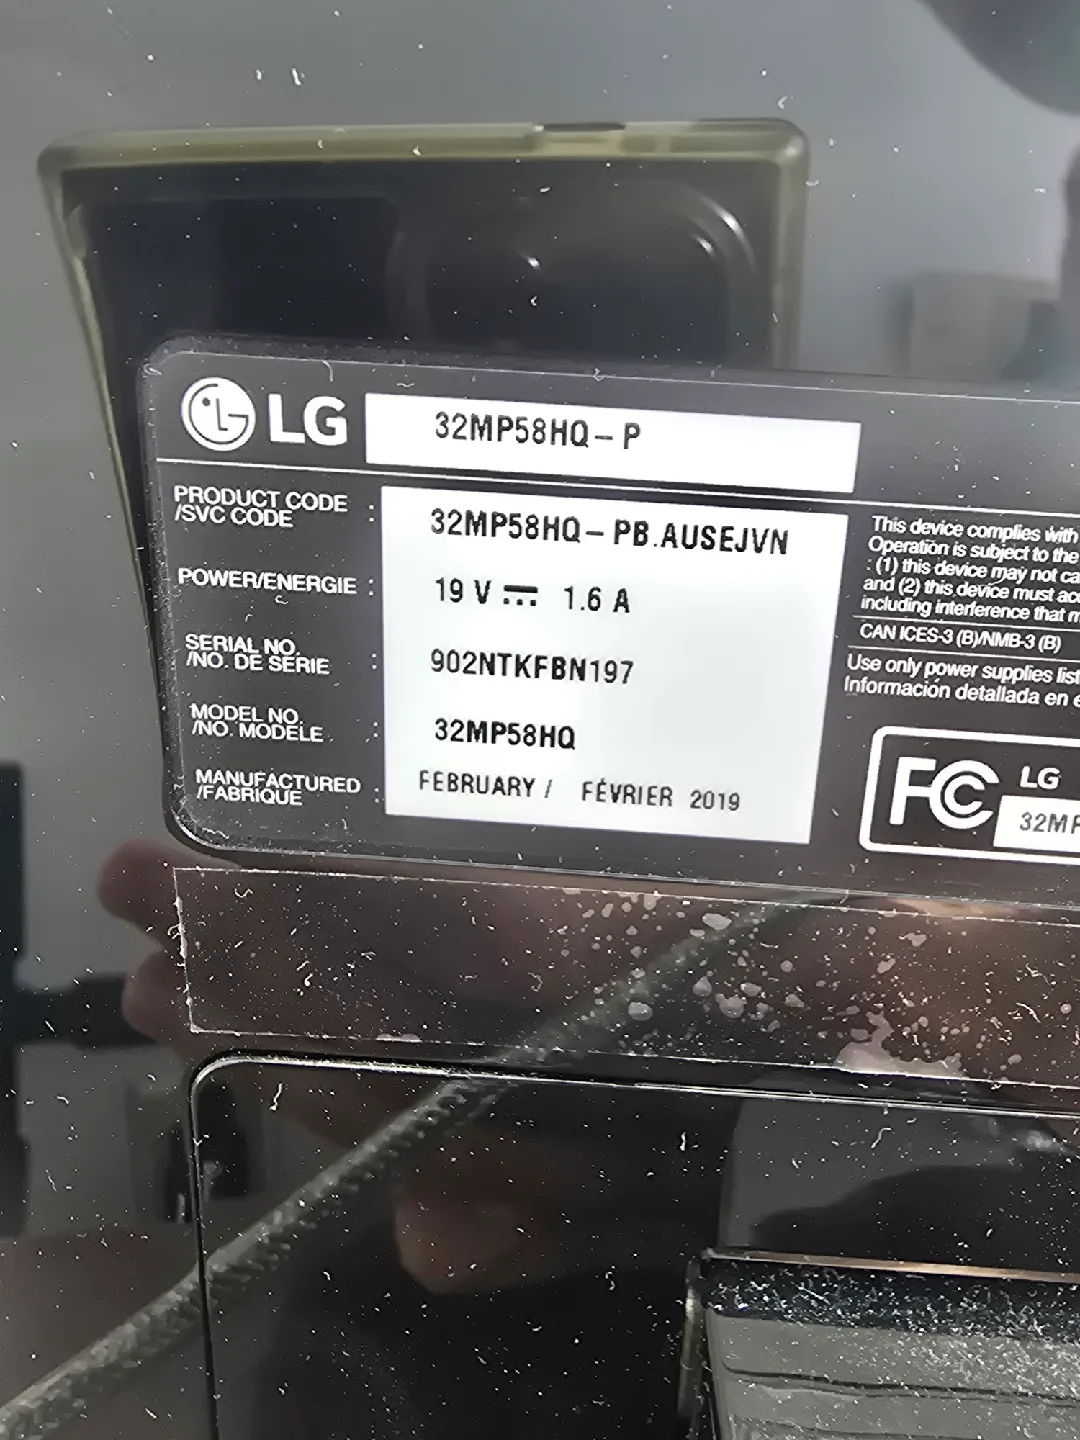 LG 32MP58HQ-P
PRODUCT CODE
/SVC CODE : 32MP58HQ-PB.AUSEJVN
POWER/ENERGIE : 19 V ⎓ 1.6 A
SERIAL NO.
/NO. DE SÉRIE : 902NTKFBN197
MODEL NO.
/NO. MODÈLE : 32MP58HQ
MANUFACTURED
/FABRIQUE : FEBRUARY / FÉVRIER 2019
This device complies with
Operation is subject to the
: (1) this device may not
and (2) this device must
including interference that
CAN ICES-3 (B)/NMB-3 (B)
Use only power supplies
Información detallada en
FC LG
32MP